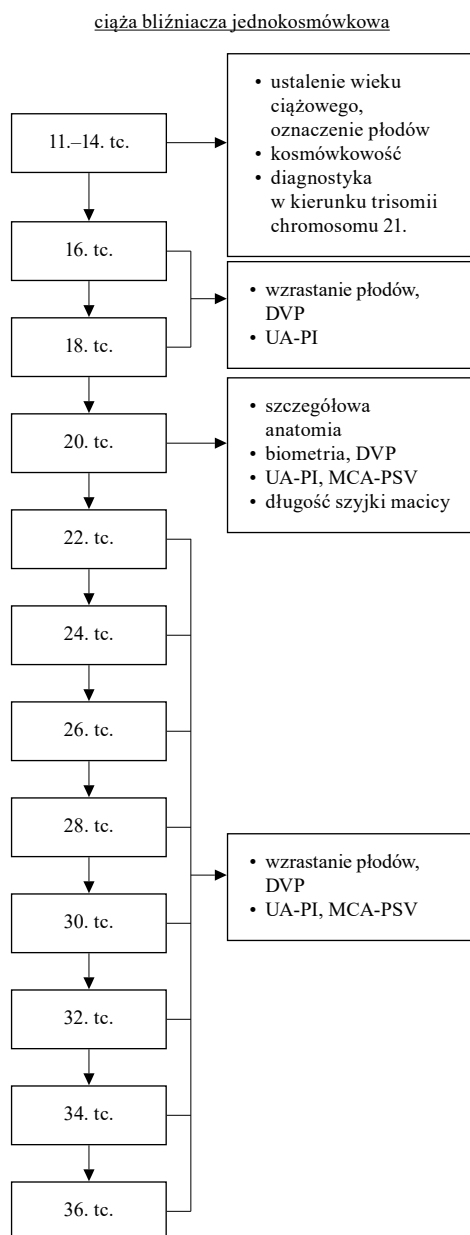 ciąża bliźniacza jednokosmówkowa
11.–14. tc.
• ustalenie wieku
ciążowego,
oznaczenie płodów
• kosmówkowość
• diagnostyka
w kierunku trisomii
chromosomu 21.
16. tc.
18. tc.
• wzrastanie płodów,
DVP
• UA-PI
20. tc.
• szczegółowa
anatomia
• biometria, DVP
• UA-PI, MCA-PSV
• długość szyjki macicy
22. tc.
24. tc.
26. tc.
28. tc.
30. tc.
32. tc.
34. tc.
36. tc.
• wzrastanie płodów,
DVP
• UA-PI, MCA-PSV